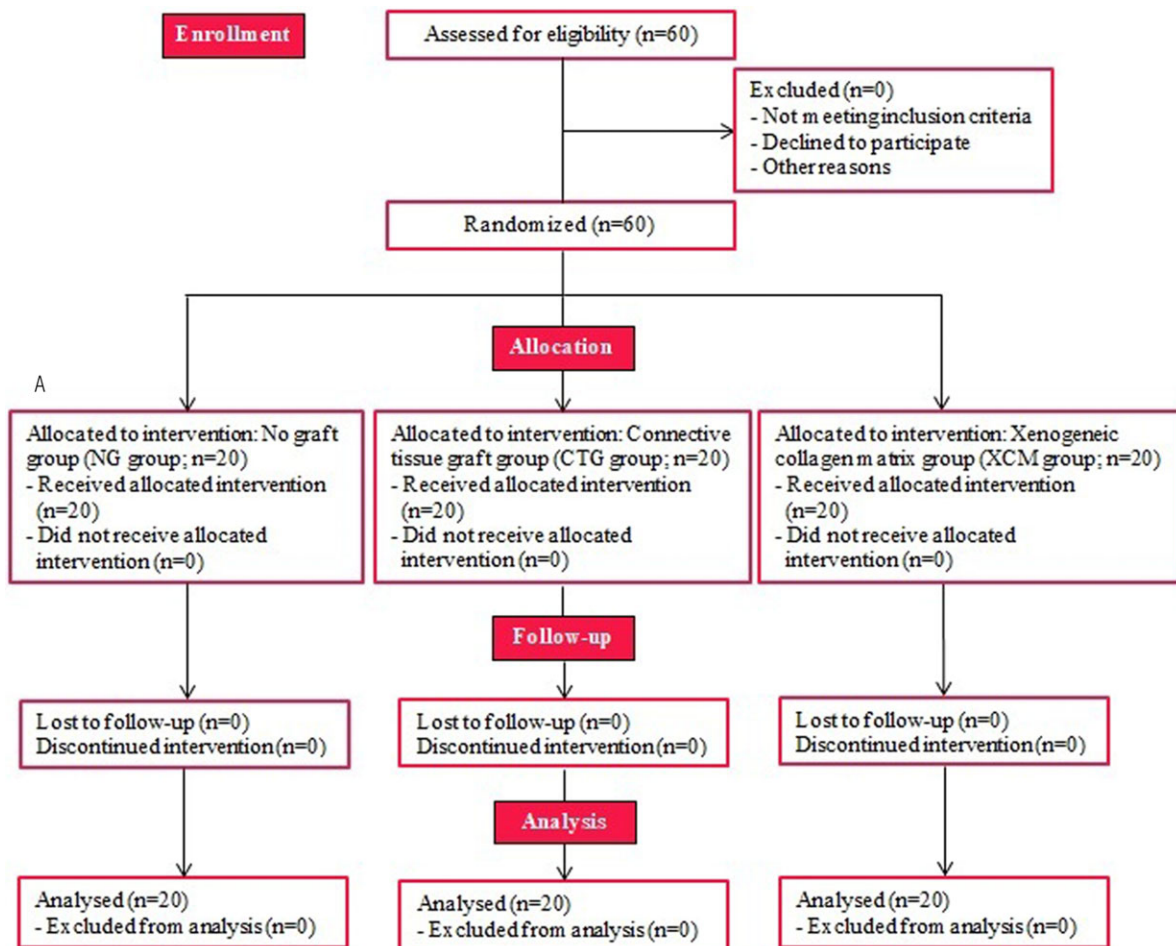 Enrollment
Assessed for eligibility (n=60)
Excluded (n=0)
- Not meeting inclusion criteria
- Declined to participate
- Other reasons
Randomized (n=60)
Allocation
A
Allocated to intervention: No graft
group (NG group; n=20)
- Received allocated intervention
(n=20)
- Did not receive allocated
intervention (n=0)
Allocated to intervention: Connective
tissue graft group (CTG group; n=20)
- Received allocated intervention
(n=20)
- Did not receive allocated
intervention (n=0)
Allocated to intervention: Xenogeneic
collagen matrix group (XCM group; n=20)
- Received allocated intervention
(n=20)
- Did not receive allocated
intervention (n=0)
Follow-up
Lost to follow-up (n=0)
Discontinued intervention (n=0)
Lost to follow-up (n=0)
Discontinued intervention (n=0)
Lost to follow-up (n=0)
Discontinued intervention (n=0)
Analysis
Analysed (n=20)
- Excluded from analysis (n=0)
Analysed (n=20)
- Excluded from analysis (n=0)
Analysed (n=20)
- Excluded from analysis (n=0)